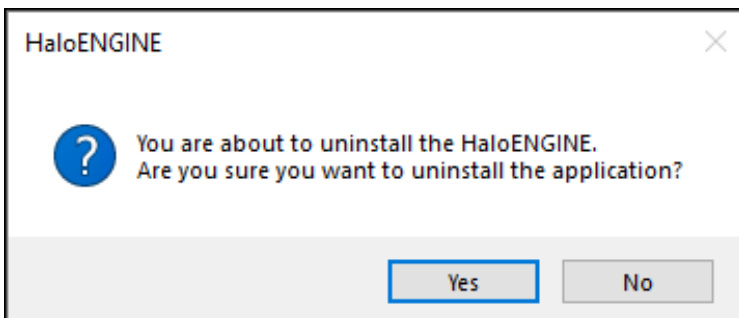 HaloENGINE
You are about to uninstall the HaloENGINE.
Are you sure you want to uninstall the application?
Yes No